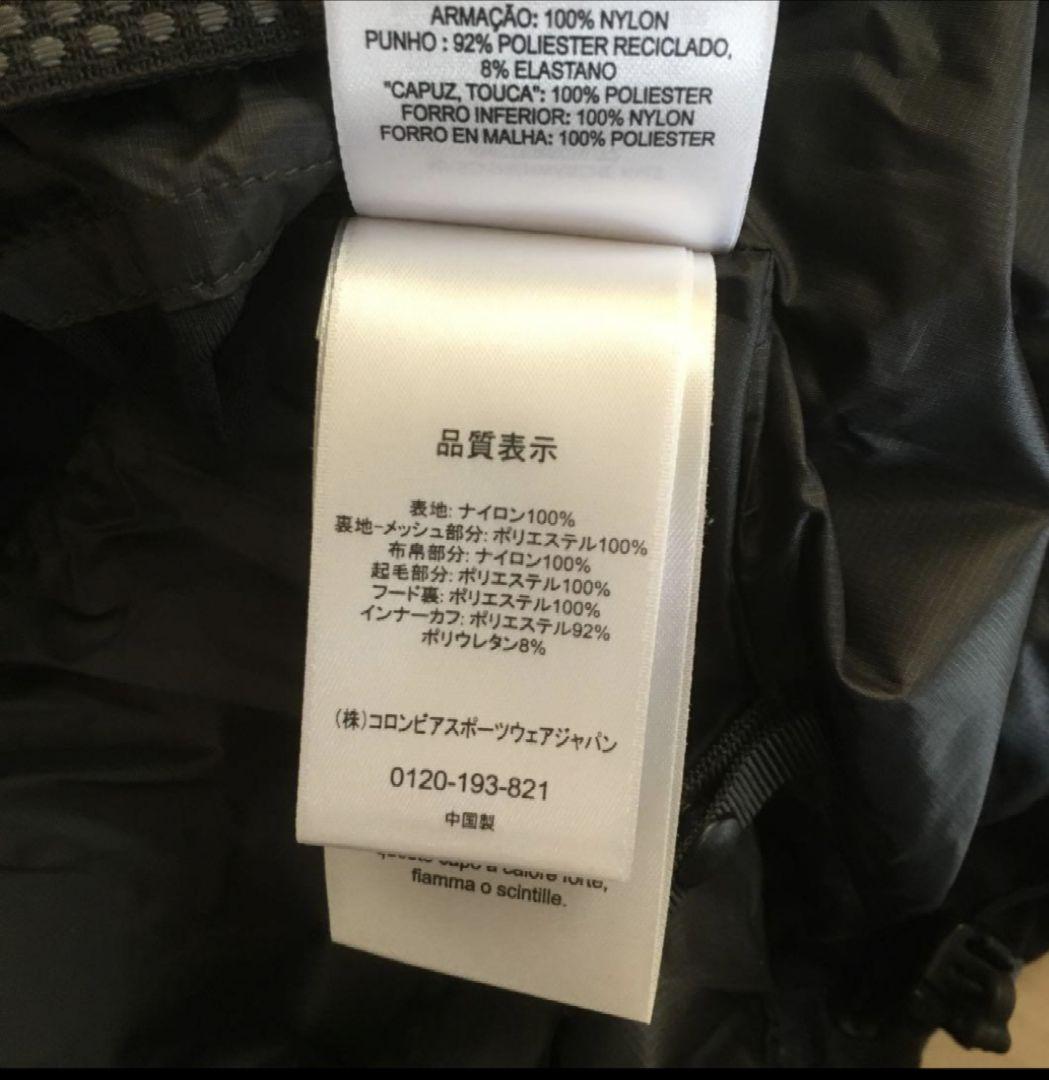 ARMAÇÃO: 100% NYLON
PUNHO : 92% POLIESTER RECICLADO,
8% ELASTANO
"CAPUZ, TOUCA": 100% POLIESTER
FORRO INFERIOR: 100% NYLON
FORRO EN MALHA: 100% POLIESTER
品質表示
表地: ナイロン100%
裏地-メッシュ部分: ポリエステル100%
布帛部分: ナイロン100%
起毛部分: ポリエステル100%
フード裏: ポリエステル100%
インナーカフ: ポリエステル92%
ポリウレタン8%
(株)コロンビアスポーツウェアジャパン
0120-193-821
中国製
capo a calore forte,
fiamma o scintille.